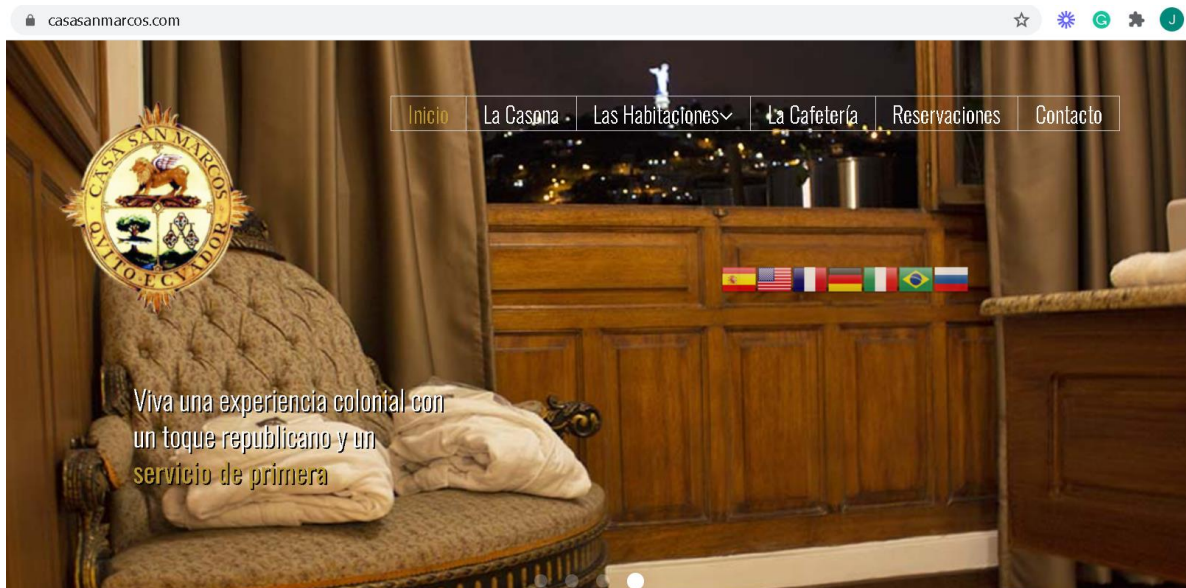 casasanmarcos.com
J
Inicio
La Casona
Las Habitaciones
La Cafetería
Reservaciones
Contacto
CASA SAN MARCOS
QVITO.ECVADOR
Viva una experiencia colonial con
un toque republicano y un
servicio de primera